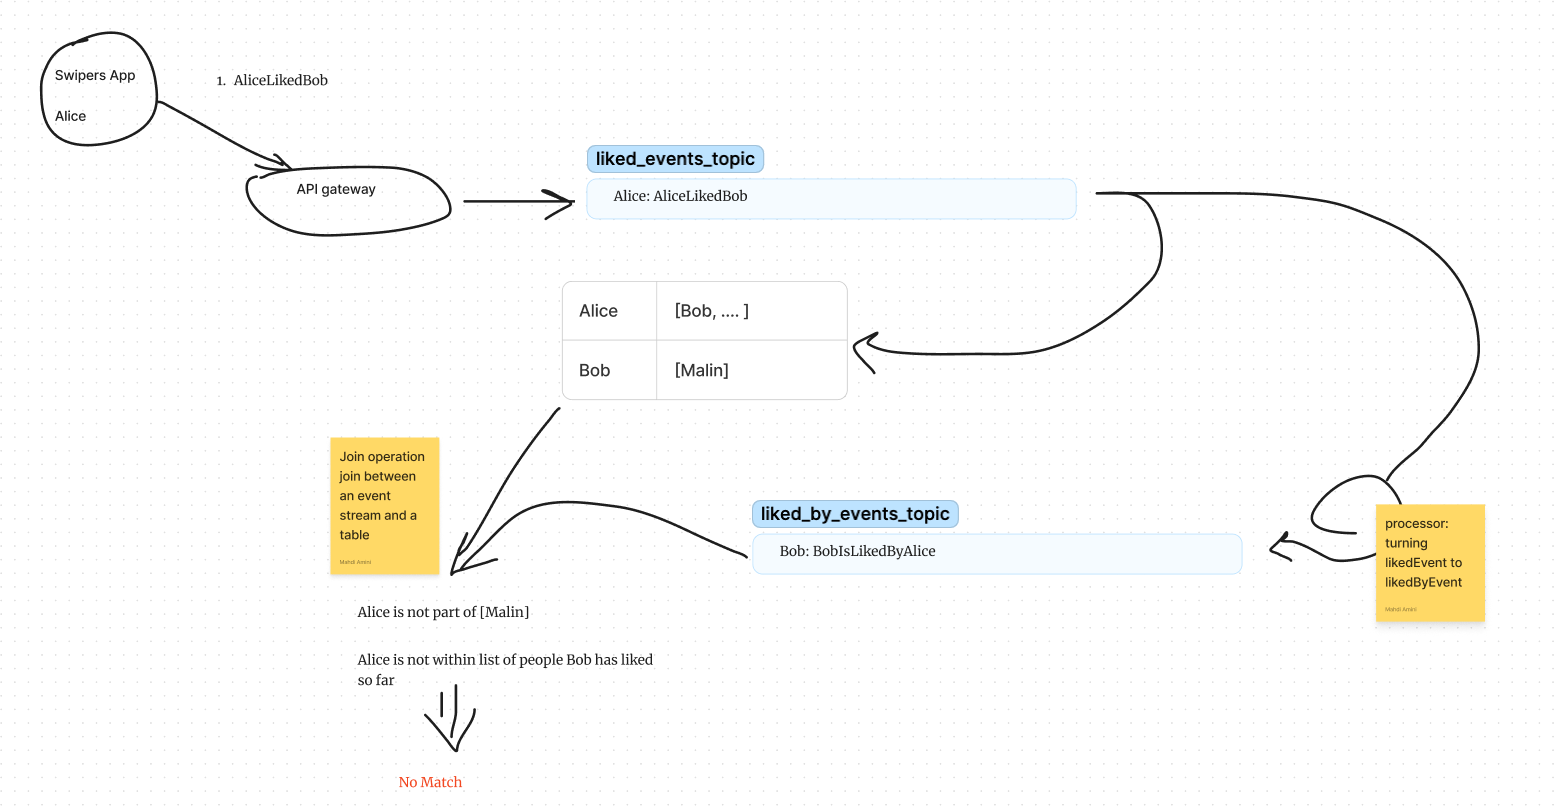 Swipers App
Alice
1. AliceLikedBob
API gateway
liked_events_topic
Alice: AliceLikedBob
Alice
[Bob, .... ]
Bob
[Malin]
Join operation
join between
an event
stream and a
table
Mahdi Amini
liked_by_events_topic
Bob: BobIsLikedByAlice
processor:
turning
likedEvent to
likedByEvent
Mahdi Amini
Alice is not part of [Malin]
Alice is not within list of people Bob has liked
so far
No Match